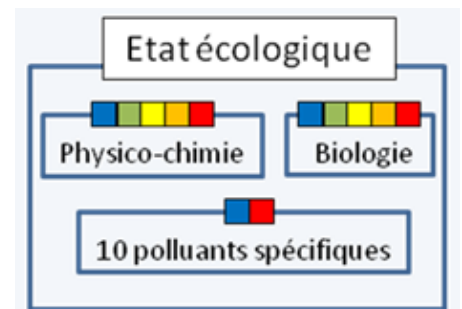 Etat écologique
Physico-chimie
Biologie
10 polluants spécifiques